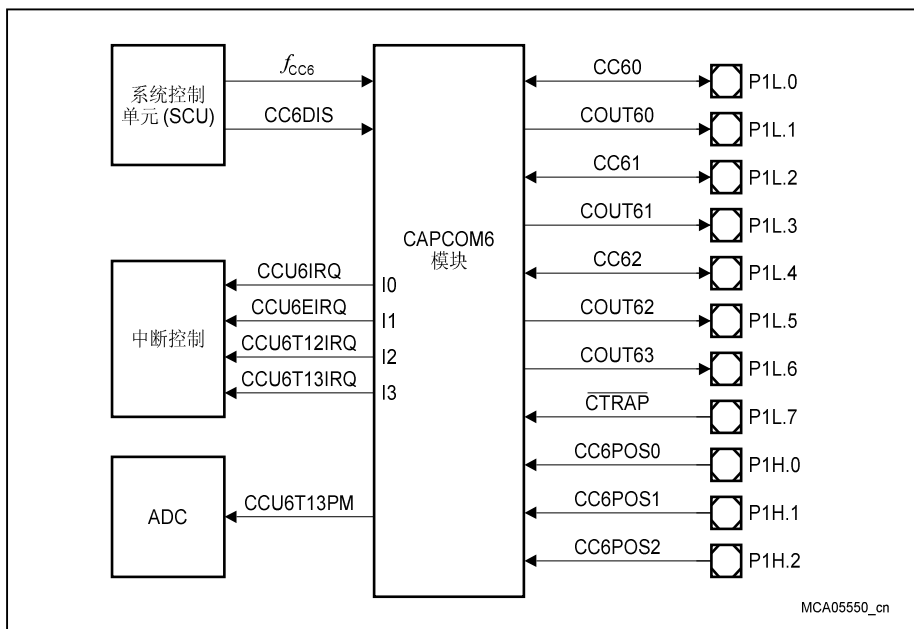 系统控制
单元 (SCU)
fCC6
CC6DIS
中断控制
CCU6IRQ
CCU6EIRQ
CCU6T12IRQ
CCU6T13IRQ
I0
I1
I2
I3
ADC
CCU6T13PM
CAPCOM6
模块
CC60 P1L.0
COUT60 P1L.1
CC61 P1L.2
COUT61 P1L.3
CC62 P1L.4
COUT62 P1L.5
COUT63 P1L.6
CTRAP P1L.7
CC6POS0 P1H.0
CC6POS1 P1H.1
CC6POS2 P1H.2
MCA05550_cn